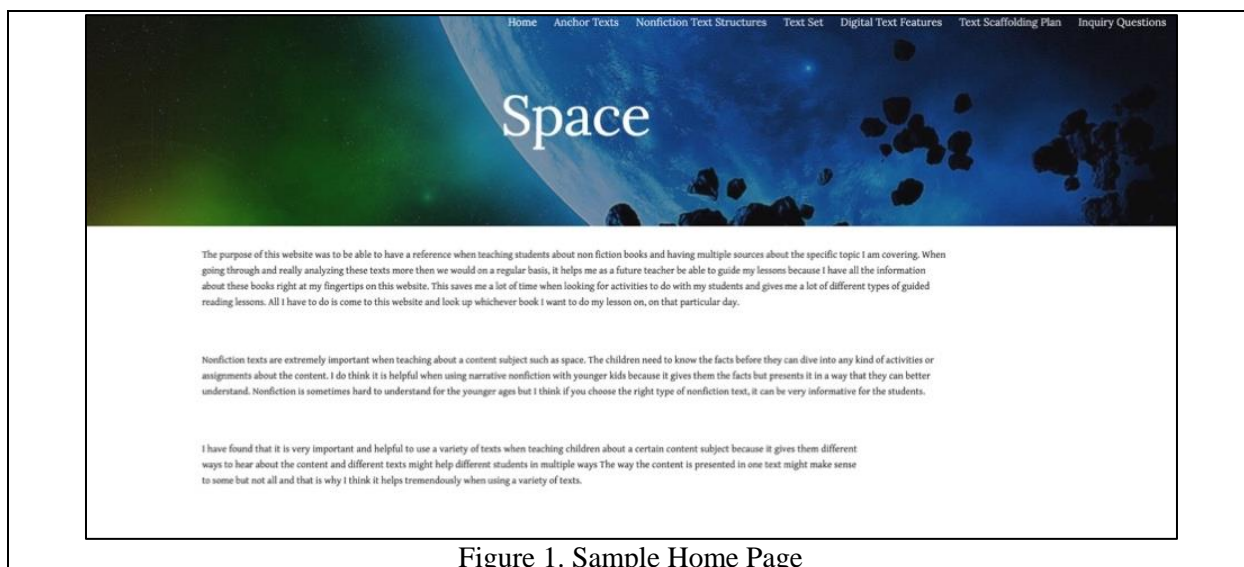 Home Anchor Texts Nonfiction Text Structures Text Set Digital Text Features Text Scaffolding Plan Inquiry Questions
Space
The purpose of this website was to be able to have a reference when teaching students about non fiction books and having multiple sources about the specific topic I am covering. When
going through and really analyzing these texts more then we would on a regular basis, it helps me as a future teacher be able to guide my lessons because I have all the information
about these books right at my fingertips on this website. This saves me a lot of time when looking for activities to do with my students and gives me a lot of different types of guided
reading lessons. All I have to do is come to this website and look up whichever book I want to do my lesson on, on that particular day.
Nonfiction texts are extremely important when teaching about a content subject such as space. The children need to know the facts before they can dive into any kind of activities or
assignments about the content. I do think it is helpful when using narrative nonfiction with younger kids because it gives them the facts but presents it in a way that they can better
understand. Nonfiction is sometimes hard to understand for the younger ages but I think if you choose the right type of nonfiction text, it can be very informative for the students.
I have found that it is very important and helpful to use a variety of texts when teaching children about a certain content subject because it gives them different
ways to hear about the content and different texts might help different students in multiple ways The way the content is presented in one text might make sense
to some but not all and that is why I think it helps tremendously when using a variety of texts.
Figure 1. Sample Home Page